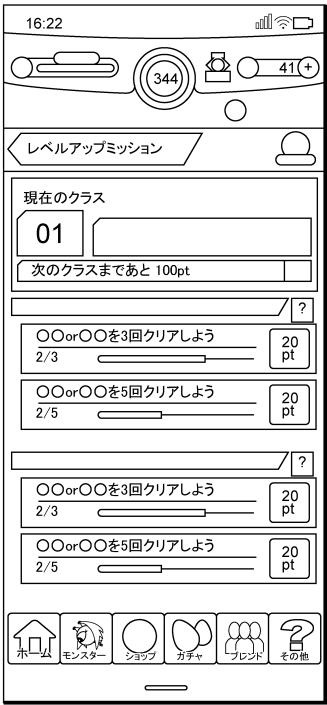 16:22
344
41
+
レベルアップミッション
現在のクラス
01
次のクラスまであと 100pt
?
〇〇or〇〇を3回クリアしよう
2/3
20
pt
〇〇or〇〇を5回クリアしよう
2/5
20
pt
?
〇〇or〇〇を3回クリアしよう
2/3
20
pt
〇〇or〇〇を5回クリアしよう
2/5
20
pt
ホーム
モンスター
ショップ
ガチャ
フレンド
?
その他